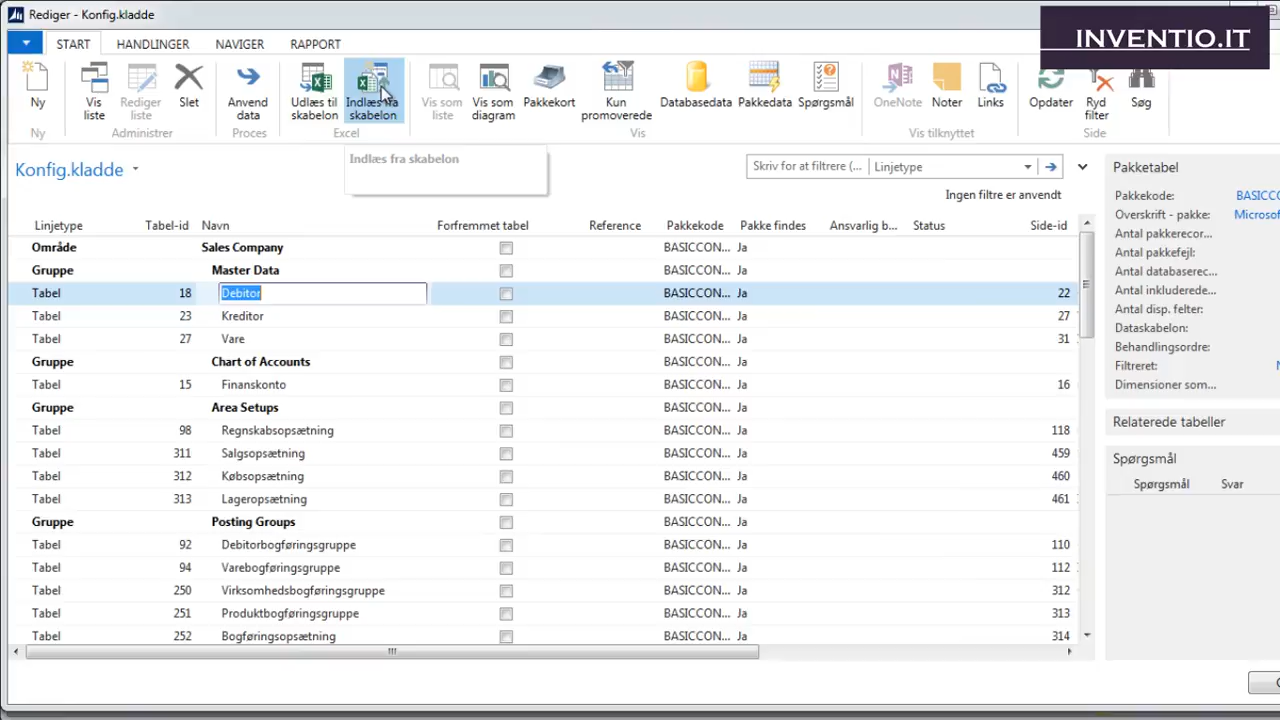 Rediger - Konfig.kladde
INVENTIO.IT
START HANDLINGER NAVIGER RAPPORT
Ny
Vis liste
Rediger liste
Slet
Anvend data
Udlæs til skabelon
Indlæs fra skabelon
Vis som liste
Vis som diagram
Pakkekort
Kun promoverede
Databasedata
Pakkedata
Spørgsmål
OneNote
Noter
Links
Opdater
Ryd filter
Søg
Ny Administrer Proces Excel Vis Vis tilknyttet Side
Indlæs fra skabelon
Konfig.kladde
Skriv for at filtrere (... Linjetype
Ingen filtre er anvendt
Linjetype Tabel-id Navn Forfremmet tabel Reference Pakkekode Pakke findes Ansvarlig b... Status Side-id
Område Sales Company BASICCON... Ja
Gruppe Master Data BASICCON... Ja
Tabel 18 Debitor BASICCON... Ja 22
Tabel 23 Kreditor BASICCON... Ja 27
Tabel 27 Vare BASICCON... Ja 31
Gruppe Chart of Accounts BASICCON... Ja
Tabel 15 Finanskonto BASICCON... Ja 16
Gruppe Area Setups BASICCON... Ja
Tabel 98 Regnskabsopsætning BASICCON... Ja 118
Tabel 311 Salgsopsætning BASICCON... Ja 459
Tabel 312 Købsopsætning BASICCON... Ja 460
Tabel 313 Lageropsætning BASICCON... Ja 461
Gruppe Posting Groups BASICCON... Ja
Tabel 92 Debitorbogføringsgruppe BASICCON... Ja 110
Tabel 94 Varebogføringsgruppe BASICCON... Ja 112
Tabel 250 Virksomhedsbogføringsgruppe BASICCON... Ja 312
Tabel 251 Produktbogføringsgruppe BASICCON... Ja 313
Tabel 252 Bogføringsopsætning BASICCON... Ja 314
Pakketabel
Pakkekode: BASICCO
Overskrift - pakke: Microsof
Antal pakkerecor...
Antal pakkefejl:
Antal databaserec...
Antal inkluderede...
Antal disp. felter:
Dataskabelon:
Behandlingsordre:
Filtreret:
Dimensioner som...
Relaterede tabeller
Spørgsmål
Spørgsmål Svar